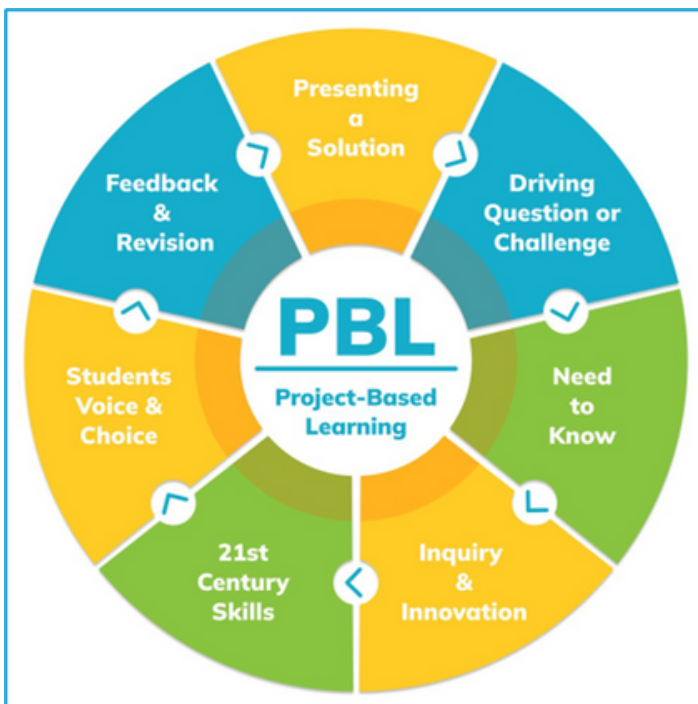 Presenting
a
Solution
Driving
Question or
Challenge
Need
to
Know
Inquiry
&
Innovation
21st
Century
Skills
Students
Voice &
Choice
Feedback
&
Revision
PBL
Project-Based
Learning